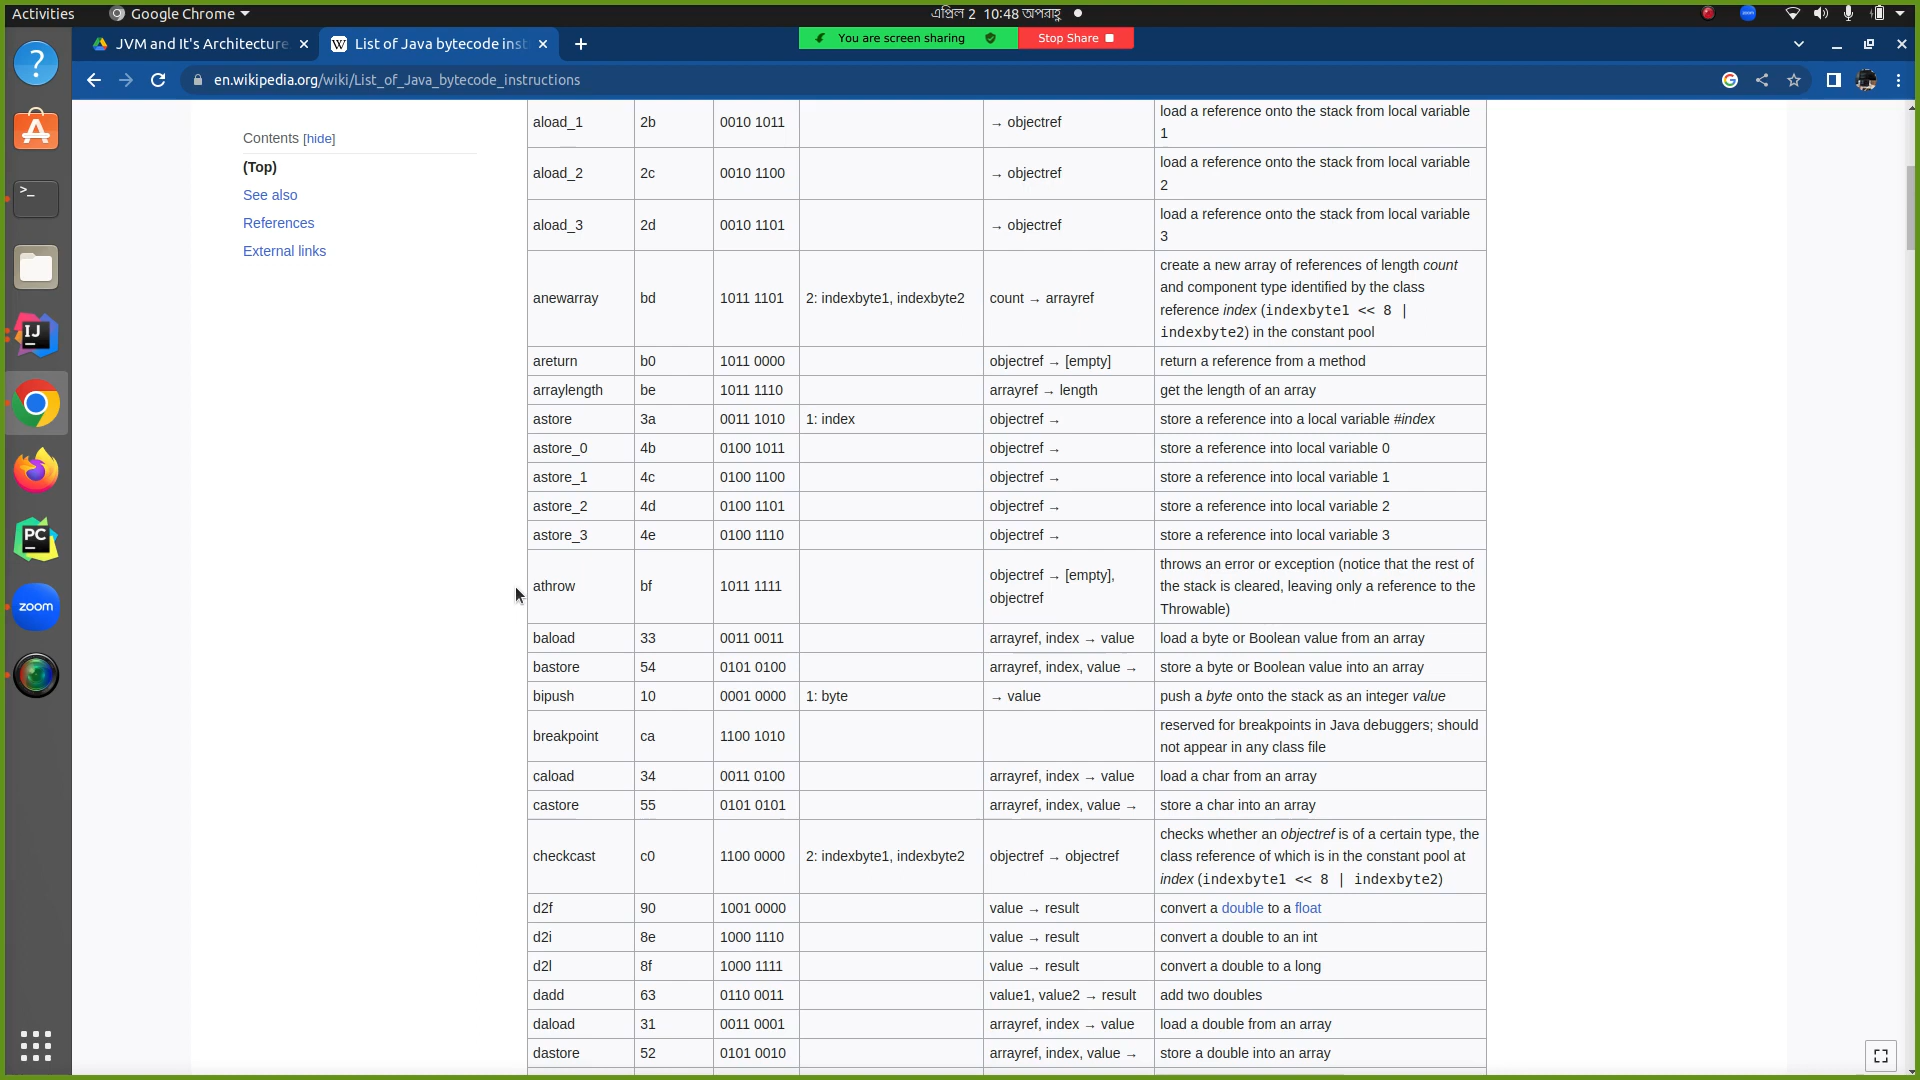 Activities
Google Chrome
এপ্রিল 2 10:48 অপরাহ্ণ
zoom
JVM and It's Architecture
W
List of Java bytecode inst
You are screen sharing
Stop Share
en.wikipedia.org/wiki/List_of_Java_bytecode_instructions
G
?
A
>_
IJ
PC
zoom
Contents [hide]
(Top)
See also
References
External links
aload_1 2b 0010 1011 → objectref load a reference onto the stack from local variable
1
aload_2 2c 0010 1100 → objectref load a reference onto the stack from local variable
2
aload_3 2d 0010 1101 → objectref load a reference onto the stack from local variable
3
anewarray bd 1011 1101 2: indexbyte1, indexbyte2 count → arrayref create a new array of references of length count
and component type identified by the class
reference index (indexbyte1 << 8 |
indexbyte2) in the constant pool
areturn b0 1011 0000 objectref → [empty] return a reference from a method
arraylength be 1011 1110 arrayref → length get the length of an array
astore 3a 0011 1010 1: index objectref → store a reference into a local variable #index
astore_0 4b 0100 1011 objectref → store a reference into local variable 0
astore_1 4c 0100 1100 objectref → store a reference into local variable 1
astore_2 4d 0100 1101 objectref → store a reference into local variable 2
astore_3 4e 0100 1110 objectref → store a reference into local variable 3
athrow bf 1011 1111 objectref → [empty], objectref throws an error or exception (notice that the rest of
the stack is cleared, leaving only a reference to the
Throwable)
baload 33 0011 0011 arrayref, index → value load a byte or Boolean value from an array
bastore 54 0101 0100 arrayref, index, value → store a byte or Boolean value into an array
bipush 10 0001 0000 1: byte → value push a byte onto the stack as an integer value
breakpoint ca 1100 1010 reserved for breakpoints in Java debuggers; should
not appear in any class file
caload 34 0011 0100 arrayref, index → value load a char from an array
castore 55 0101 0101 arrayref, index, value → store a char into an array
checkcast c0 1100 0000 2: indexbyte1, indexbyte2 objectref → objectref checks whether an objectref is of a certain type, the
class reference of which is in the constant pool at
index (indexbyte1 << 8 | indexbyte2)
d2f 90 1001 0000 value → result convert a double to a float
d2i 8e 1000 1110 value → result convert a double to an int
d2l 8f 1000 1111 value → result convert a double to a long
dadd 63 0110 0011 value1, value2 → result add two doubles
daload 31 0011 0001 arrayref, index → value load a double from an array
dastore 52 0101 0010 arrayref, index, value → store a double into an array